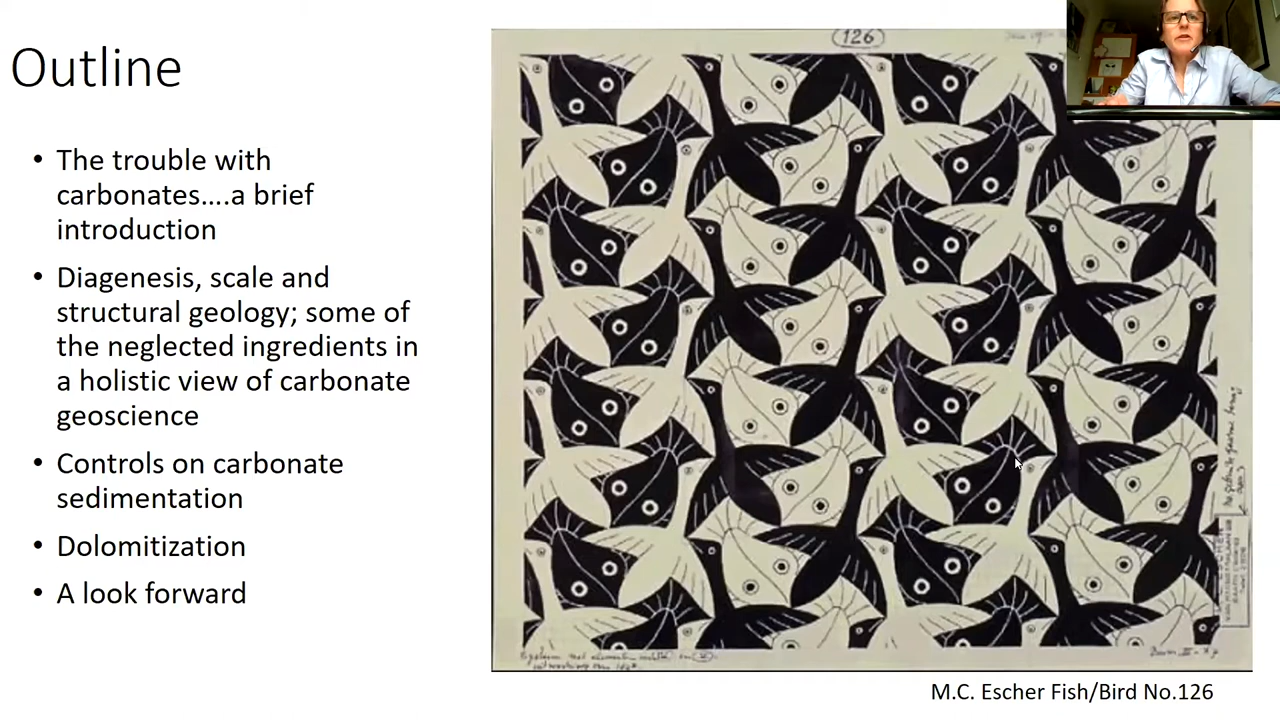 Outline
• The trouble with
carbonates....a brief
introduction
• Diagenesis, scale and
structural geology; some of
the neglected ingredients in
a holistic view of carbonate
geoscience
• Controls on carbonate
sedimentation
• Dolomitization
• A look forward
126
M.C. Escher Fish/Bird No.126